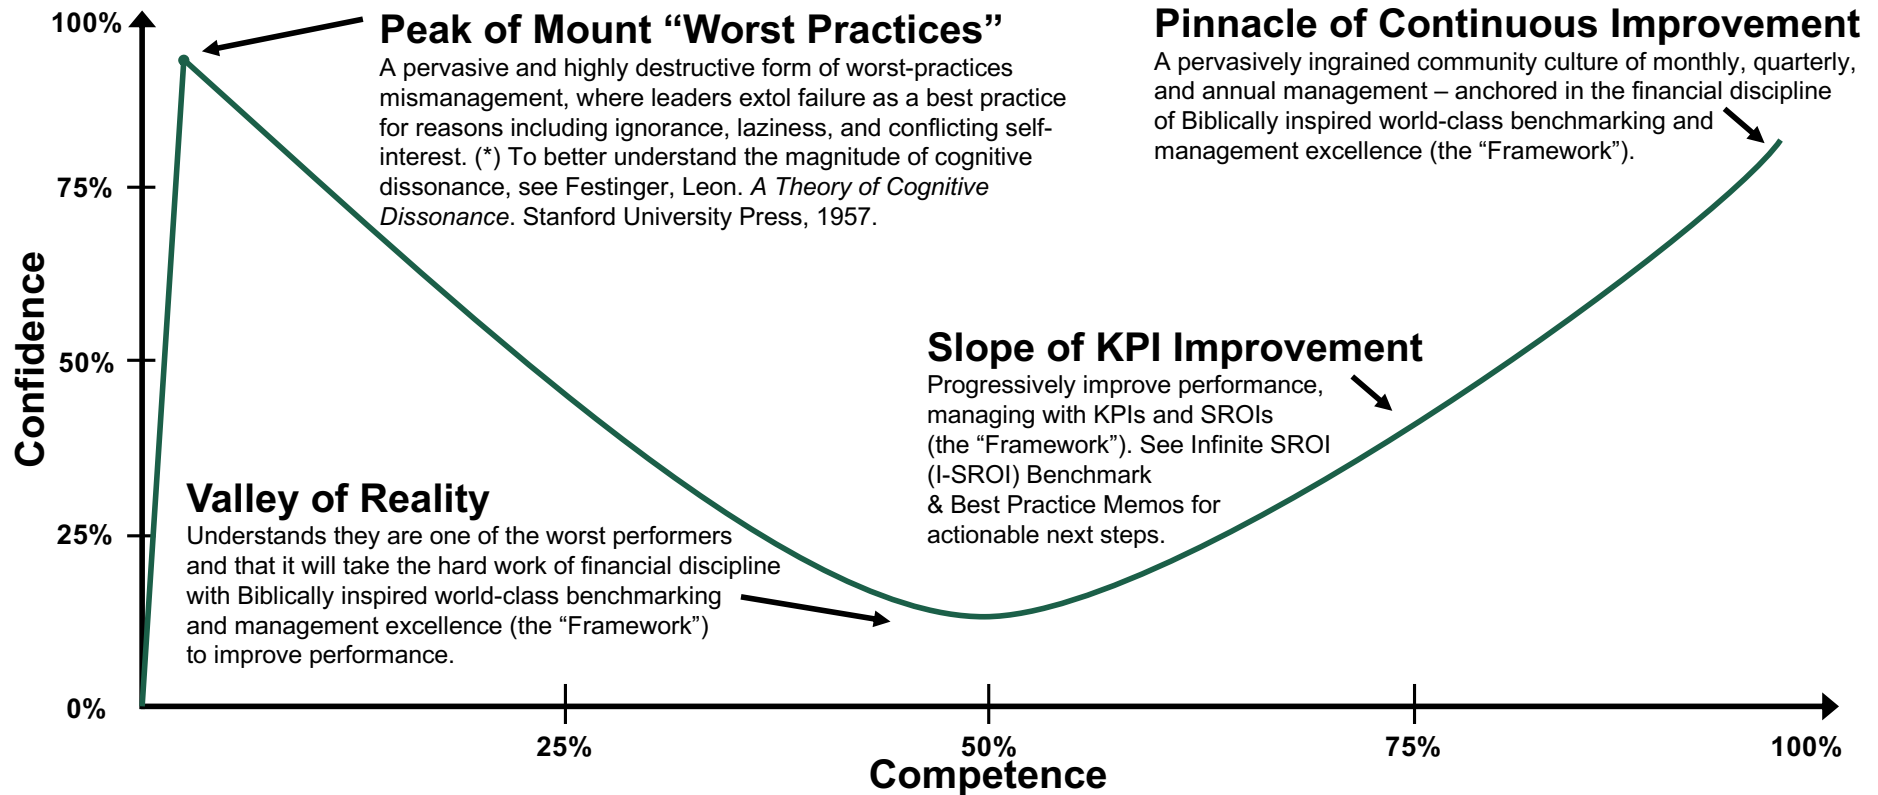 Peak of Mount “Worst Practices”
A pervasive and highly destructive form of worst-practices
mismanagement, where leaders extol failure as a best practice
for reasons including ignorance, laziness, and conflicting self-
interest. (*) To better understand the magnitude of cognitive
dissonance, see Festinger, Leon. A Theory of Cognitive
Dissonance. Stanford University Press, 1957.
Pinnacle of Continuous Improvement
A pervasively ingrained community culture of monthly, quarterly,
and annual management – anchored in the financial discipline
of Biblically inspired world-class benchmarking and
management excellence (the “Framework”).
Slope of KPI Improvement
Progressively improve performance,
managing with KPIs and SROIs
(the “Framework”). See Infinite SROI
(I-SROI) Benchmark
& Best Practice Memos for
actionable next steps.
Valley of Reality
Understands they are one of the worst performers
and that it will take the hard work of financial discipline
with Biblically inspired world-class benchmarking
and management excellence (the “Framework”)
to improve performance.
Confidence
100%
75%
50%
25%
0%
25%
50%
75%
100%
Competence